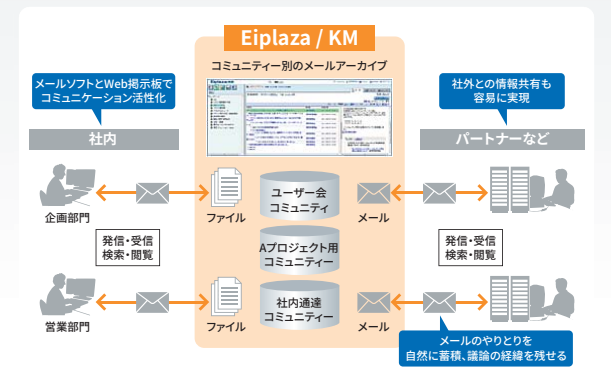 Eiplaza / KM
コミュニティー別のメールアーカイブ
メールソフトとWeb掲示板で
コミュニケーション活性化
社外との情報共有も
容易に実現
社内
パートナーなど
企画部門
ファイル
ユーザー会
コミュニティ
メール
発信・受信
検索・閲覧
Aプロジェクト用
コミュニティー
発信・受信
検索・閲覧
営業部門
ファイル
社内通達
コミュニティー
メール
メールのやりとりを
自然に蓄積、議論の経緯を残せる